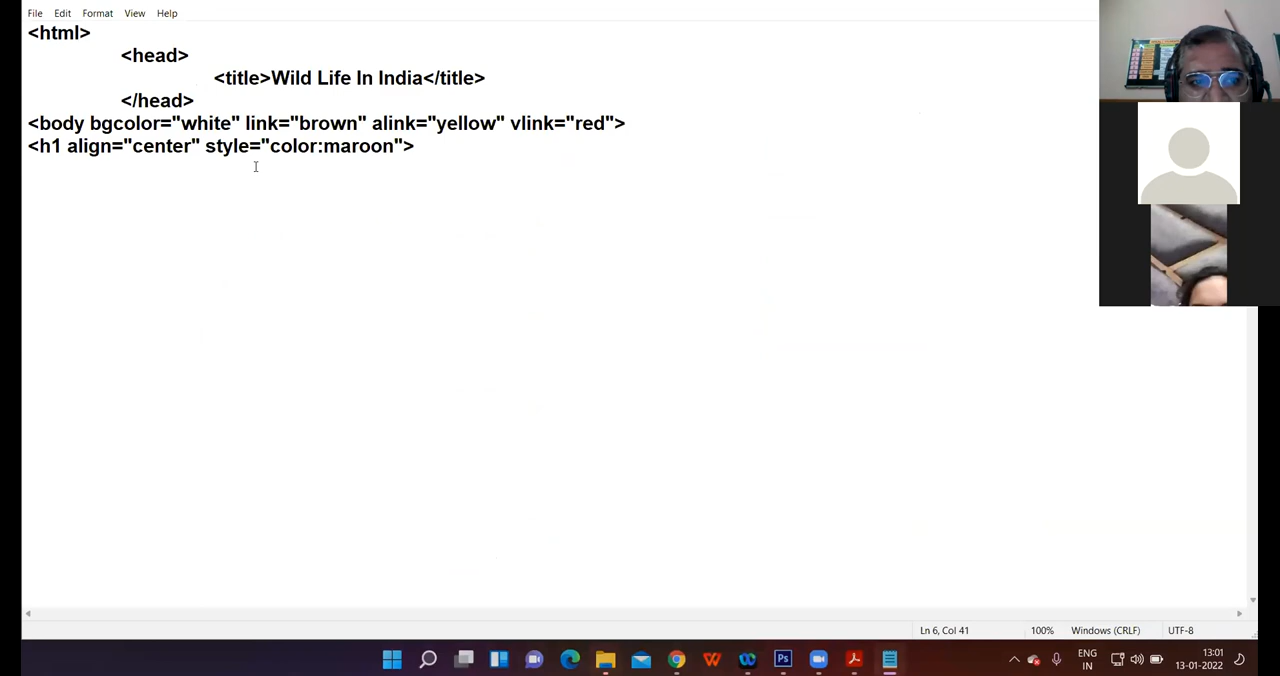 File Edit Format View Help
<html>
<head>
<title>Wild Life In India</title>
</head>
<body bgcolor="white" link="brown" alink="yellow" vlink="red">
<h1 align="center" style="color:maroon">
Ln 6, Col 41 100% Windows (CRLF) UTF-8
ENG
IN
13:01
13-01-2022